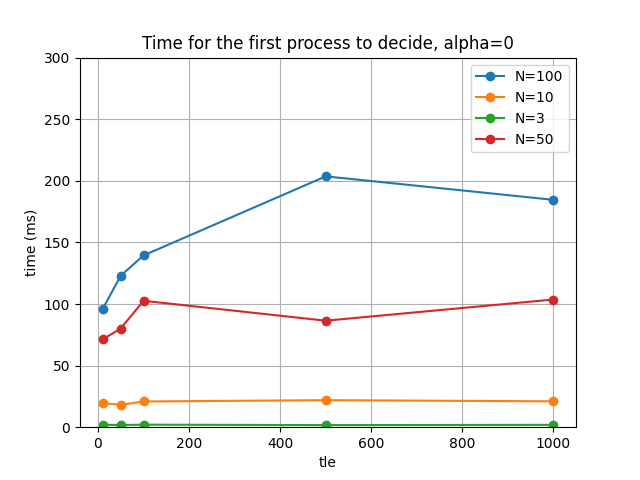 Time for the first process to decide, alpha=0
300
250
200
150
100
50
0
time (ms)
0 200 400 600 800 1000
tle
N=100
N=10
N=3
N=50